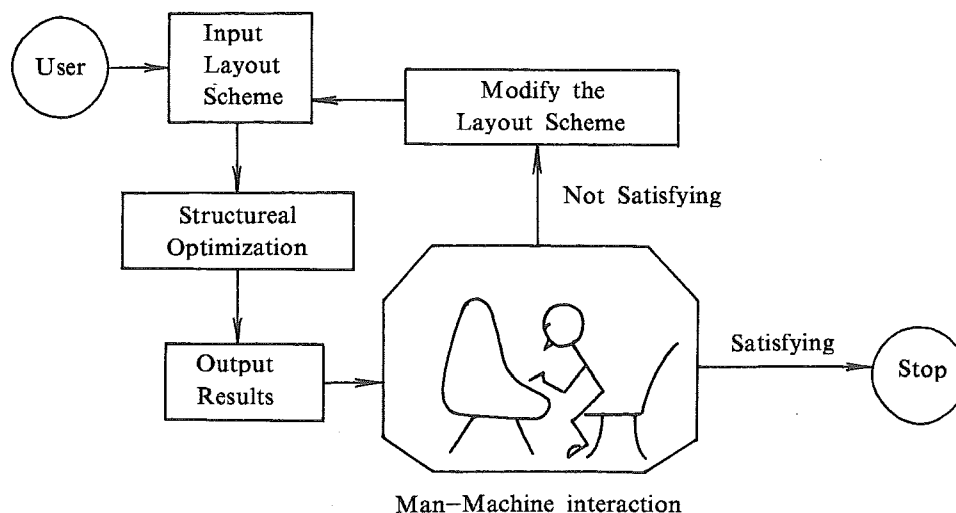 User
Input
Layout
Scheme
Modify the
Layout Scheme
Not Satisfying
Structureal
Optimization
Output
Results
Satisfying
Stop
Man-Machine interaction